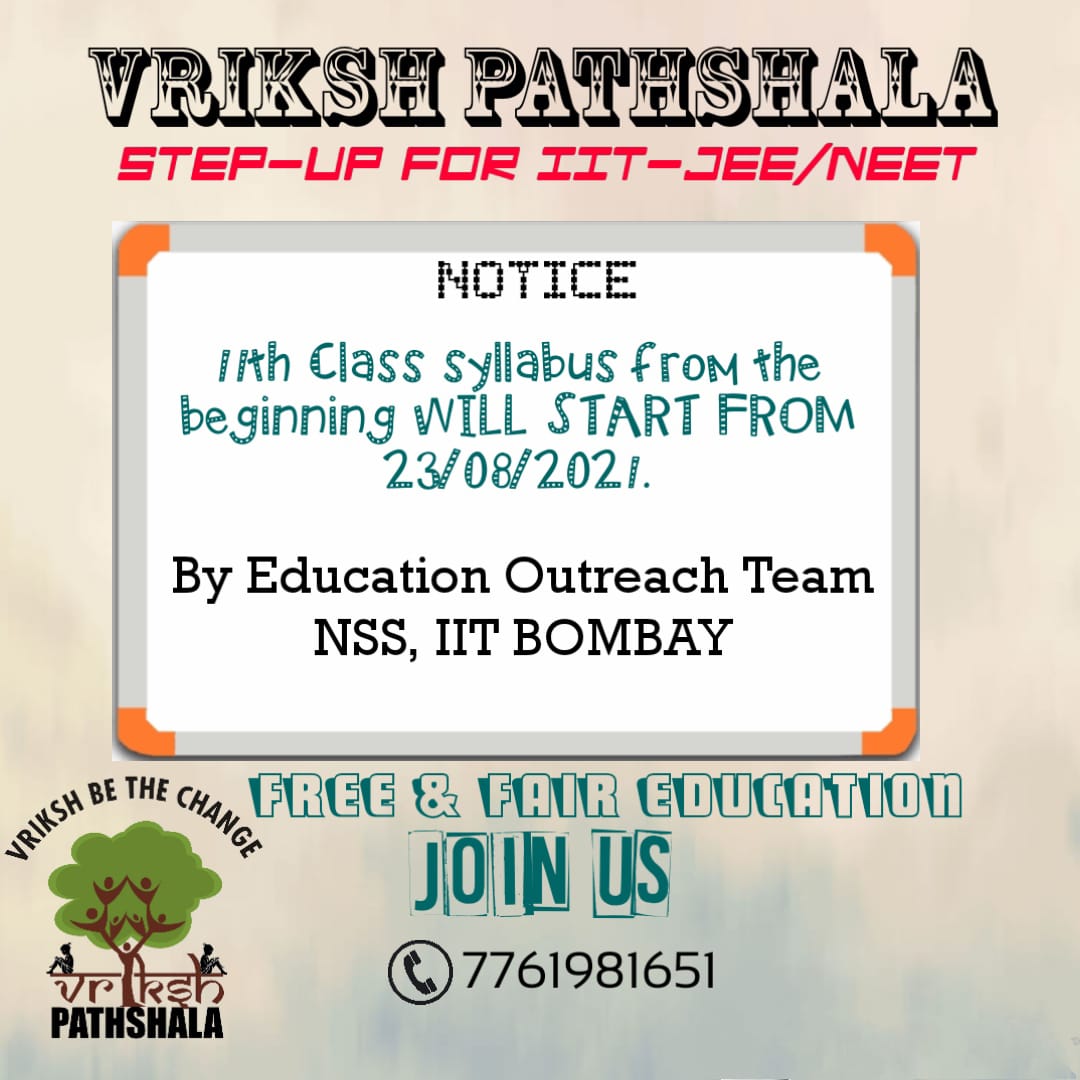 VRIKSH PATHSHALA
STEP-UP FOR IIT-JEE/NEET
NOTICE
11th Class syllabus from the
beginning WILL START FROM
23/08/2021.
By Education Outreach Team
NSS, IIT BOMBAY
VRIKSH BE THE CHANGE
FREE & FAIR EDUCATION
JOIN US
7761981651
vriksh
PATHSHALA